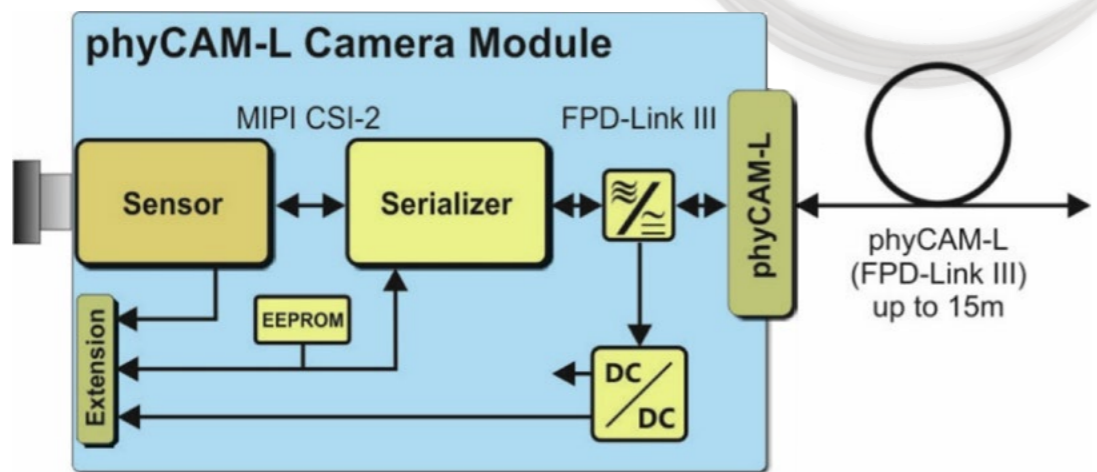 phyCAM-L Camera Module
MIPI CSI-2
FPD-Link III
Sensor
Serializer
phyCAM-L
phyCAM-L
(FPD-Link III)
up to 15m
EEPROM
Extension
DC
DC